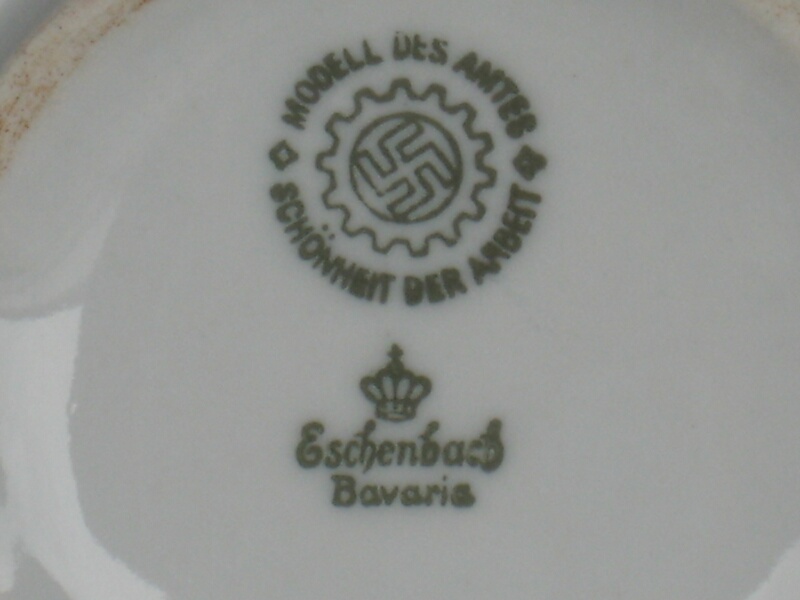 MODELL DES AMTES
SCHÖNHEIT DER ARBEIT
Eschenbach
Bavaria